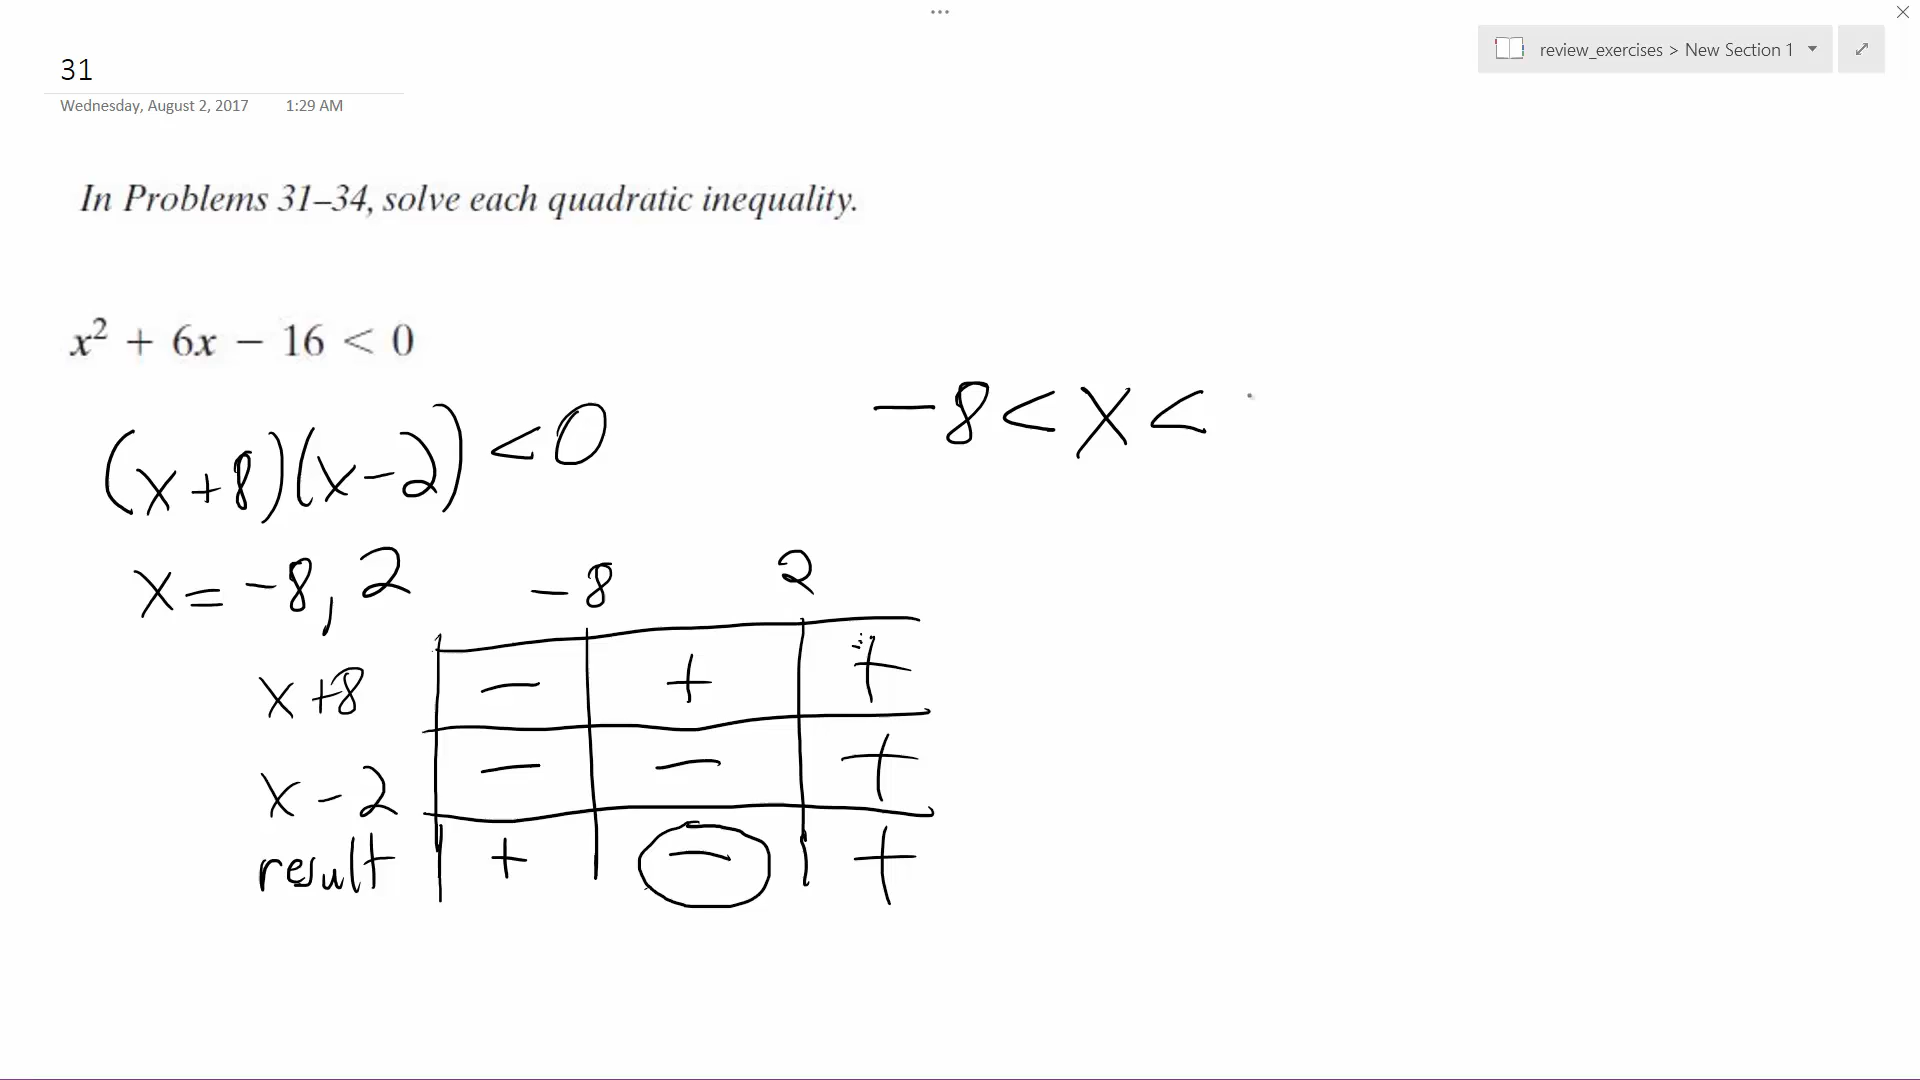 31
Wednesday, August 2, 2017 1:29 AM
review_exercises > New Section 1
In Problems 31–34, solve each quadratic inequality.
x² + 6x − 16 < 0
(x+8)(x−2) < 0
−8 < x <
x = −8, 2
−8 2
x+8 − + +
x−2 − − +
result + − +